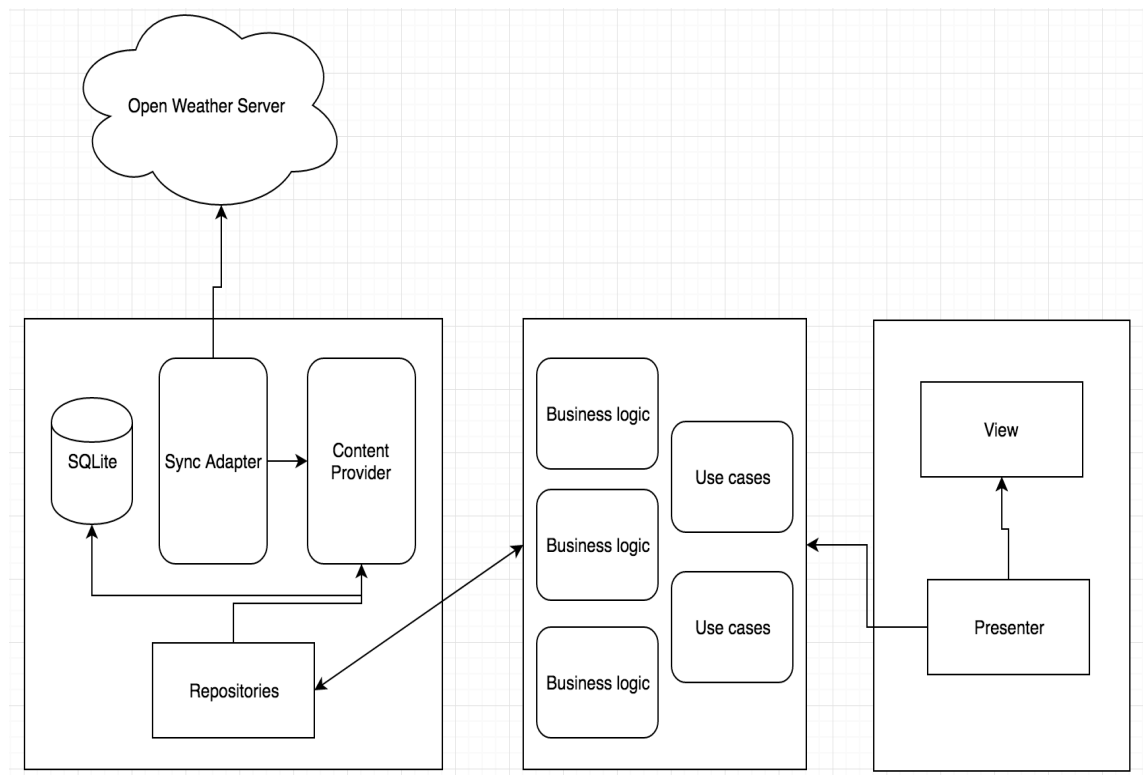 Open Weather Server
SQLite
Sync Adapter
Content
Provider
Repositories
Business logic
Business logic
Business logic
Use cases
Use cases
View
Presenter